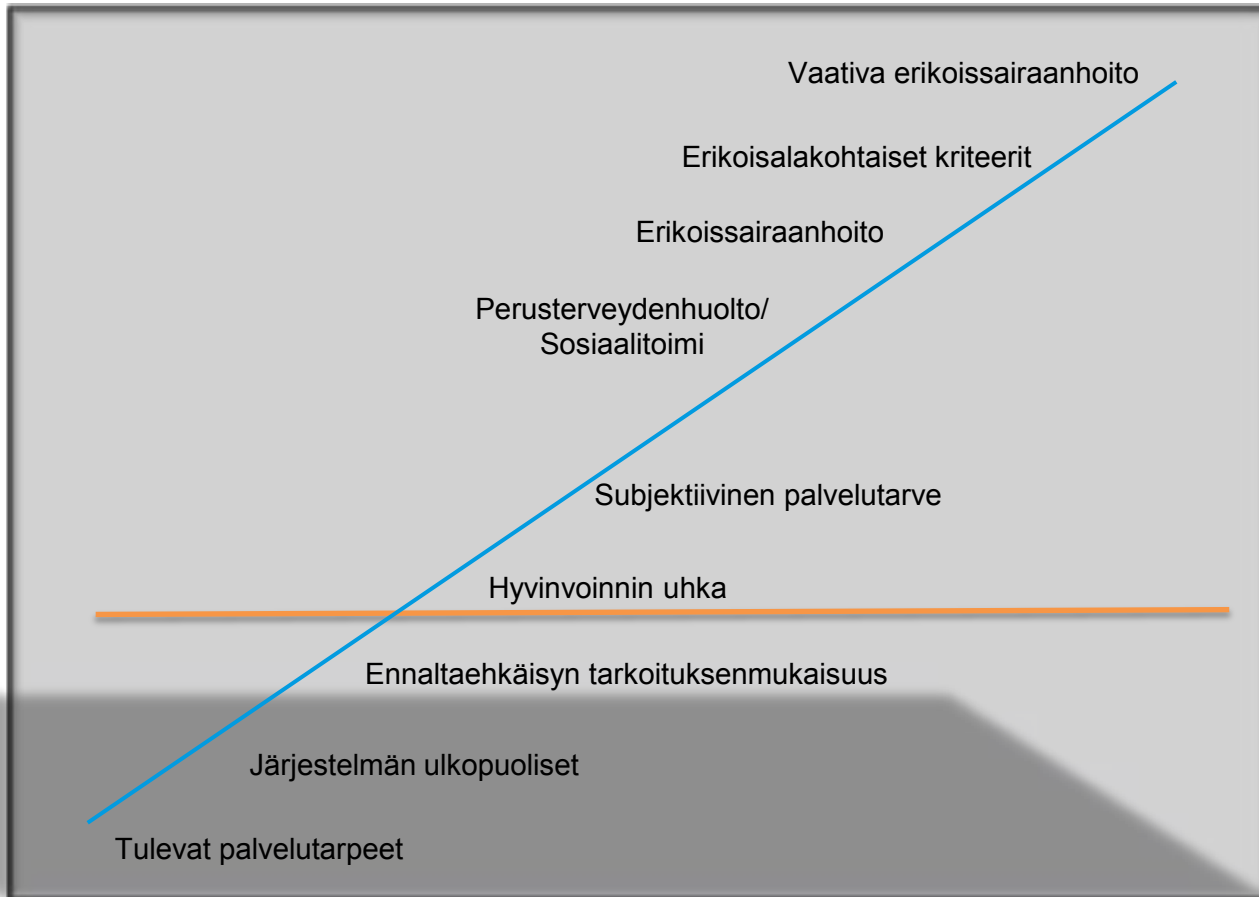 Vaativa erikoissairaanhoito
Erikoisalakohtaiset kriteerit
Erikoissairaanhoito
Perusterveydenhuolto/
Sosiaalitoimi
Subjektiivinen palvelutarve
Hyvinvoinnin uhka
Ennaltaehkäisyn tarkoituksenmukaisuus
Järjestelmän ulkopuoliset
Tulevat palvelutarpeet